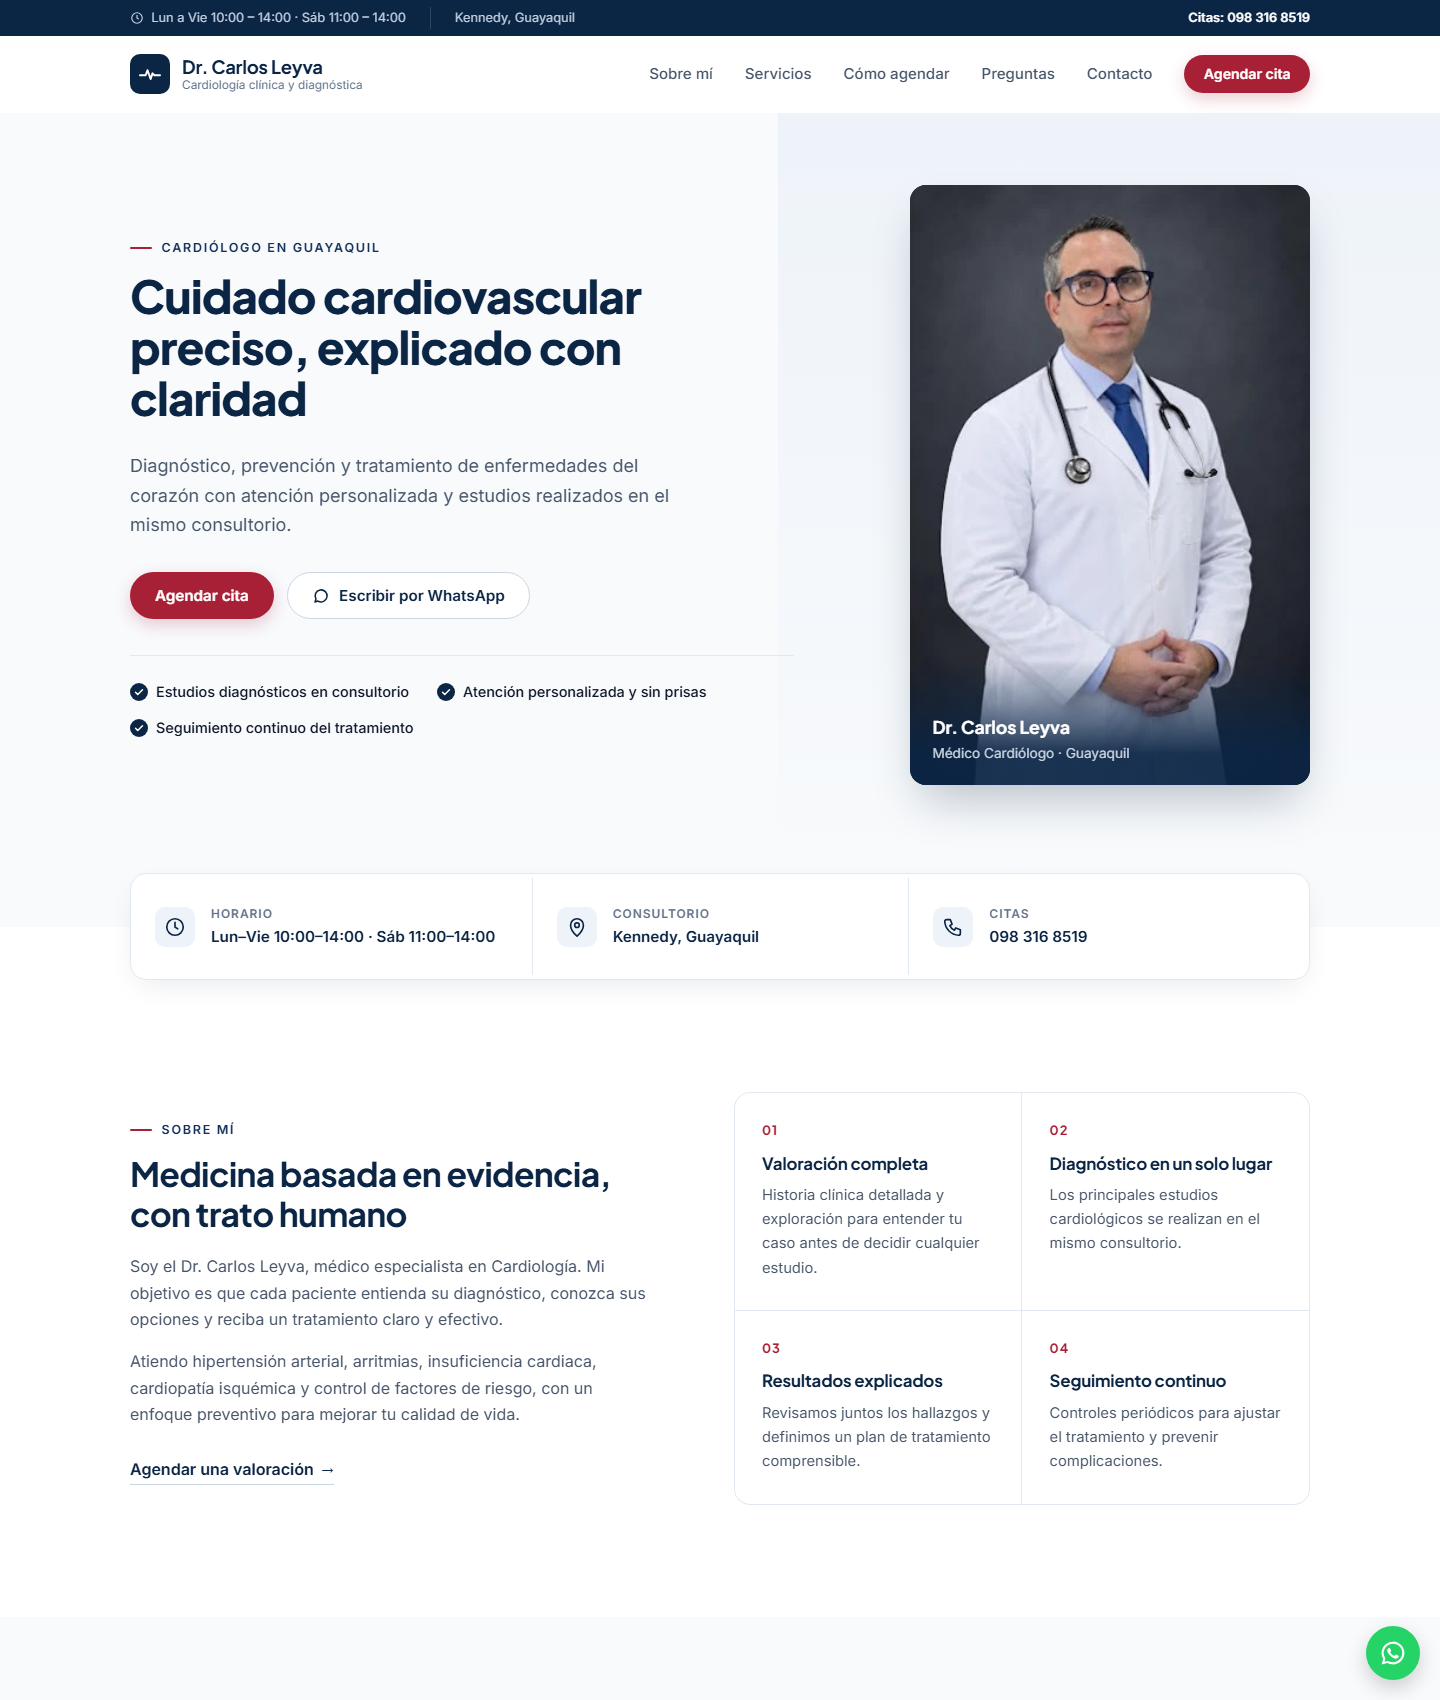 Lun a Vie 10:00 – 14:00 · Sáb 11:00 – 14:00
Kennedy, Guayaquil
Citas: 098 316 8519
Dr. Carlos Leyva
Cardiología clínica y diagnóstica
Sobre mí
Servicios
Cómo agendar
Preguntas
Contacto
Agendar cita
CARDIÓLOGO EN GUAYAQUIL
Cuidado cardiovascular
preciso, explicado con
claridad
Diagnóstico, prevención y tratamiento de enfermedades del
corazón con atención personalizada y estudios realizados en el
mismo consultorio.
Agendar cita
Escribir por WhatsApp
Estudios diagnósticos en consultorio
Atención personalizada y sin prisas
Seguimiento continuo del tratamiento
Dr. Carlos Leyva
Médico Cardiólogo · Guayaquil
HORARIO
Lun–Vie 10:00–14:00 · Sáb 11:00–14:00
CONSULTORIO
Kennedy, Guayaquil
CITAS
098 316 8519
SOBRE MÍ
Medicina basada en evidencia,
con trato humano
Soy el Dr. Carlos Leyva, médico especialista en Cardiología. Mi
objetivo es que cada paciente entienda su diagnóstico, conozca sus
opciones y reciba un tratamiento claro y efectivo.
Atiendo hipertensión arterial, arritmias, insuficiencia cardiaca,
cardiopatía isquémica y control de factores de riesgo, con un
enfoque preventivo para mejorar tu calidad de vida.
Agendar una valoración →
01
Valoración completa
Historia clínica detallada y
exploración para entender tu
caso antes de decidir cualquier
estudio.
02
Diagnóstico en un solo lugar
Los principales estudios
cardiológicos se realizan en el
mismo consultorio.
03
Resultados explicados
Revisamos juntos los hallazgos y
definimos un plan de tratamiento
comprensible.
04
Seguimiento continuo
Controles periódicos para ajustar
el tratamiento y prevenir
complicaciones.